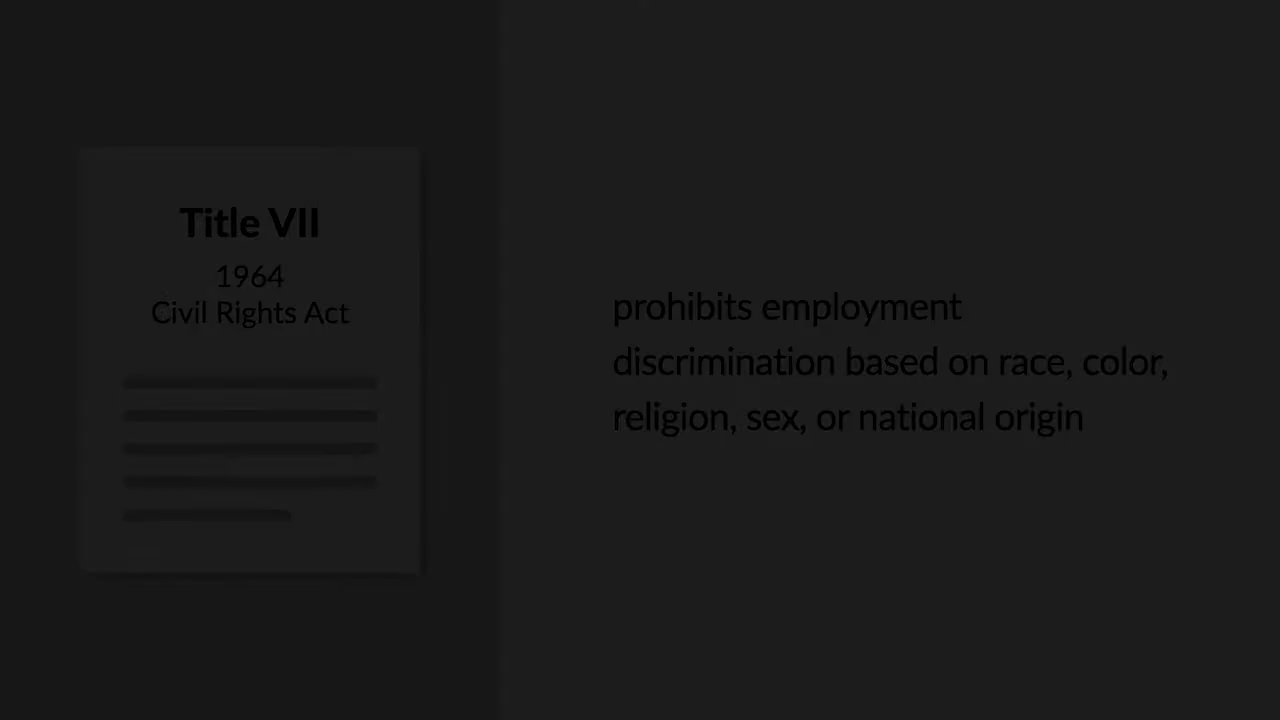 Title VII
1964
Civil Rights Act
prohibits employment
discrimination based on race, color,
religion, sex, or national origin